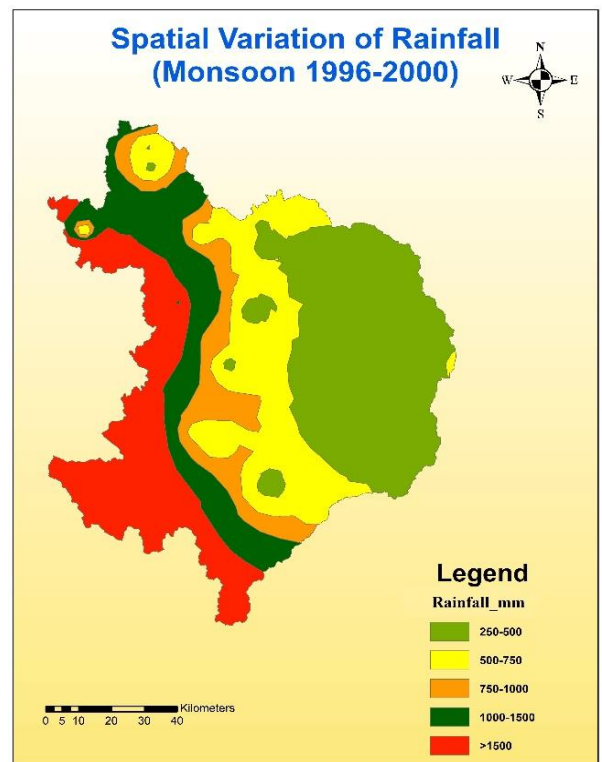 Spatial Variation of Rainfall
(Monsoon 1996-2000)
N
W E
S
Legend
Rainfall_mm
250-500
500-750
750-1000
1000-1500
>1500
Kilometers
0 5 10 20 30 40